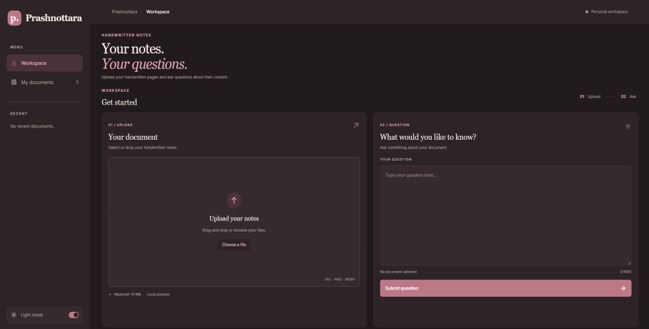 p. Prashnottara
MENU
Workspace
My documents 0
RECENT
No recent documents.
Light mode
Prashnottara Workspace
Personal workspace
HANDWRITTEN NOTES
Your notes.
Your questions.
Upload your handwritten pages and ask questions about their content.
WORKSPACE
Get started
01 Upload 02 Ask
01 / UPLOAD
Your document
Select or drop your handwritten notes.
Upload your notes
Drag and drop or browse your files.
Choose a file
JPG · PNG · WEBP
Maximum 10 MB Local preview
02 / QUESTION
What would you like to know?
Ask something about your document.
YOUR QUESTION
Type your question here...
No document selected 0/1000
Submit question